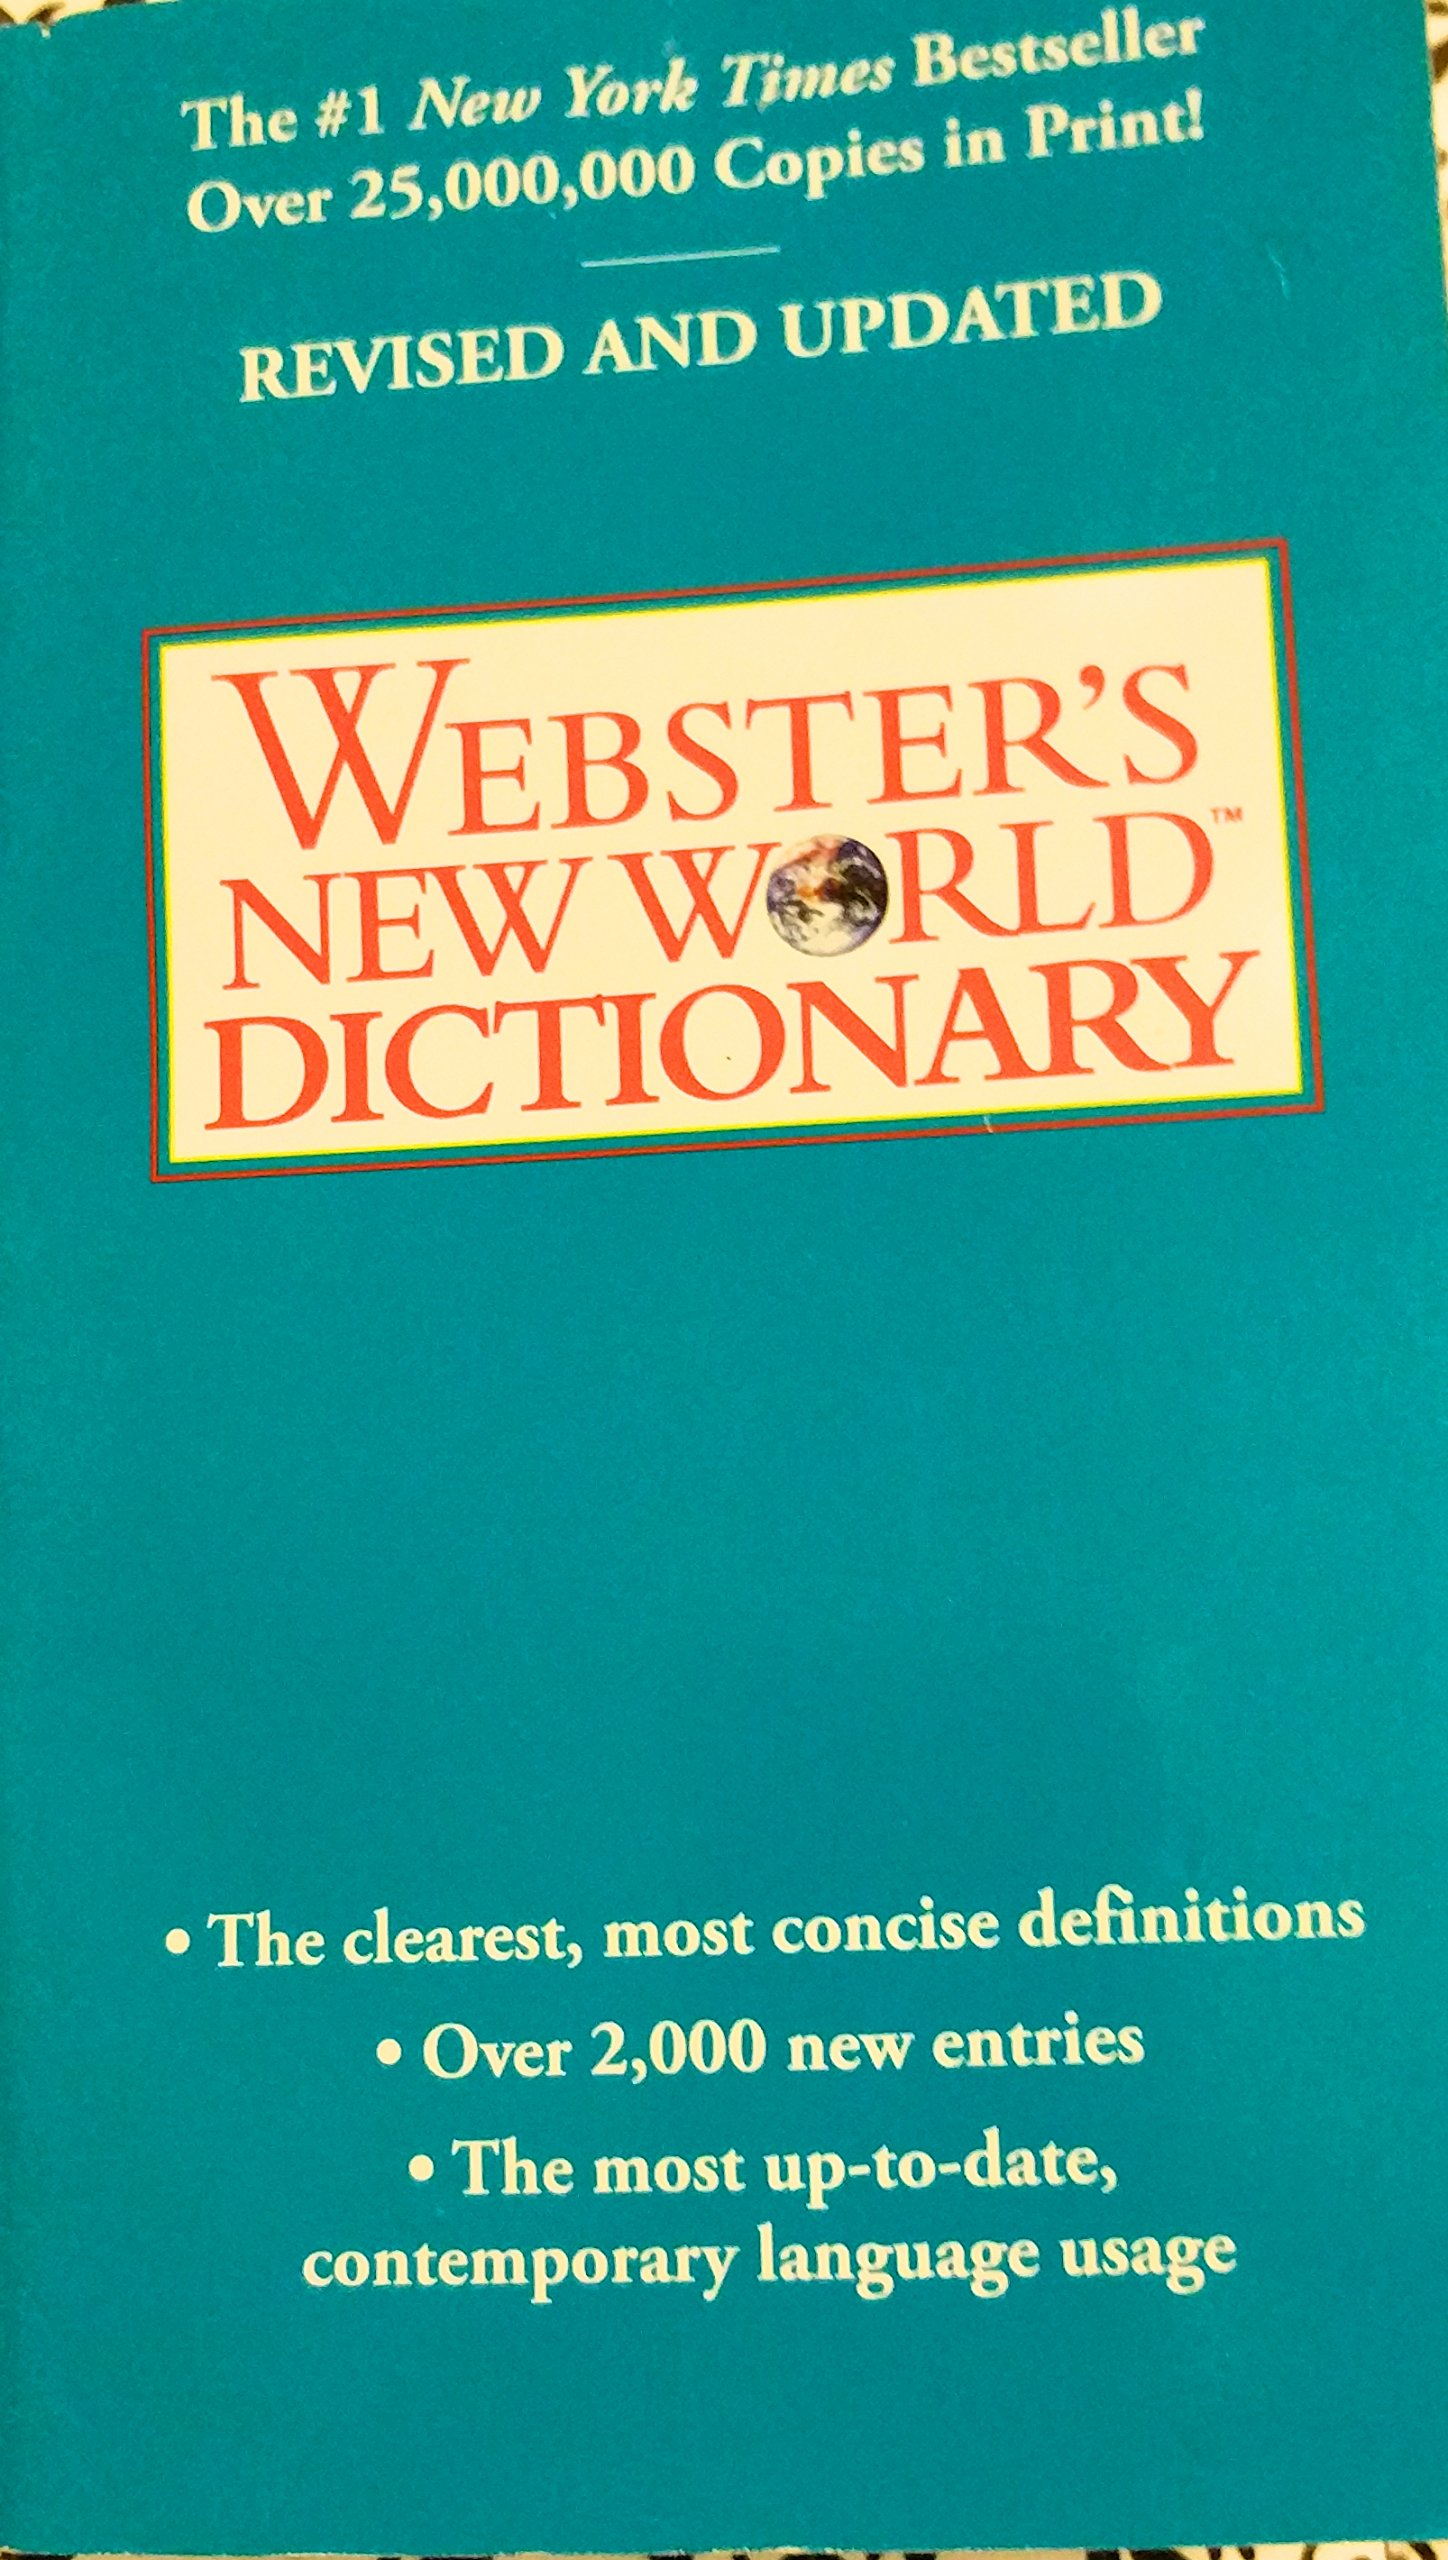 The #1 New York Times Bestseller
Over 25,000,000 Copies in Print!
REVISED AND UPDATED
WEBSTER'S
NEW WORLD™
DICTIONARY
• The clearest, most concise definitions
• Over 2,000 new entries
• The most up-to-date,
contemporary language usage